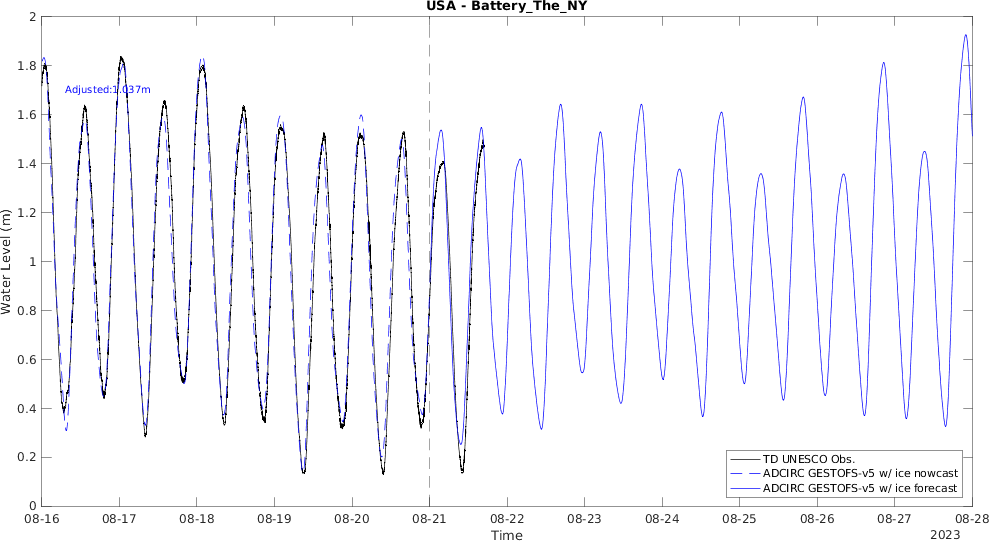 USA - Battery_The_NY
2
1.8
Adjusted:1.037m
1.6
1.4
1.2
1
0.8
0.6
0.4
0.2
0
Water Level (m)
TD UNESCO Obs.
ADCIRC GESTOFS-v5 w/ ice nowcast
ADCIRC GESTOFS-v5 w/ ice forecast
08-16 08-17 08-18 08-19 08-20 08-21 08-22 08-23 08-24 08-25 08-26 08-27 08-28
Time
2023